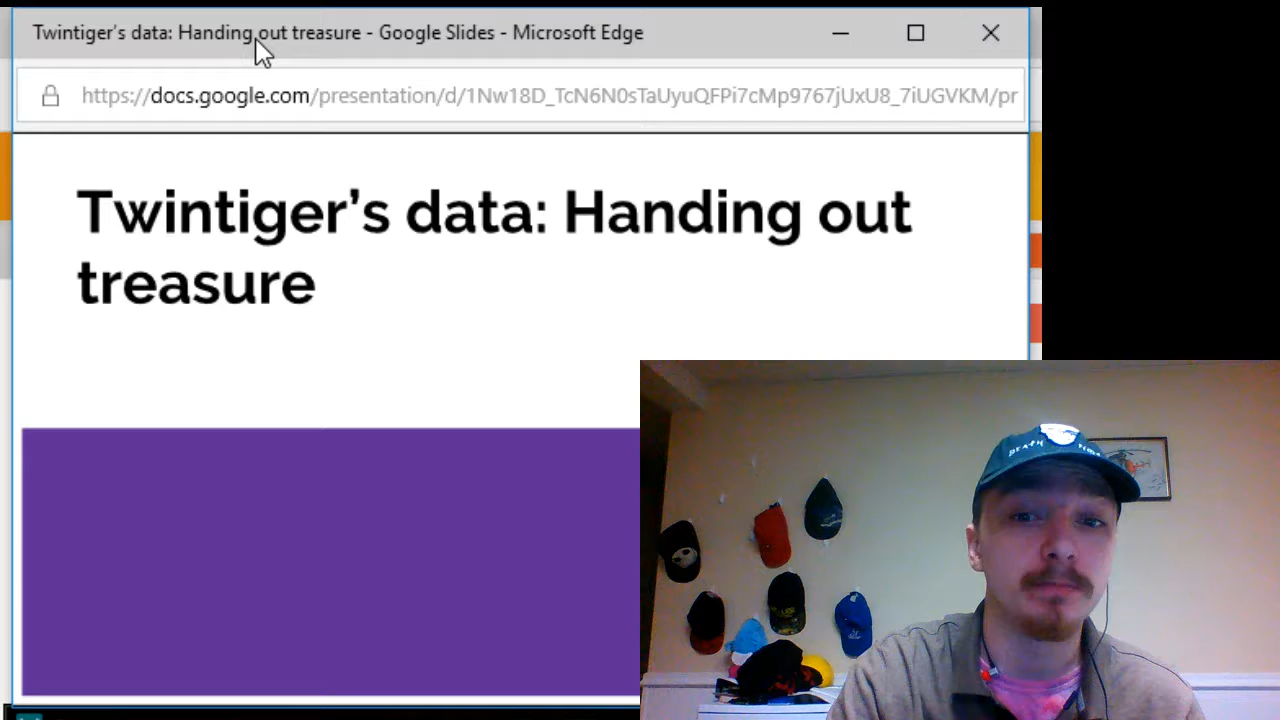 Twintiger's data: Handing out treasure - Google Slides - Microsoft Edge
https://docs.google.com/presentation/d/1Nw18D_TcN6N0sTaUyuQFPi7cMp9767jUxU8_7iUGVKM/pr
Twintiger’s data: Handing out
treasure
DEATH